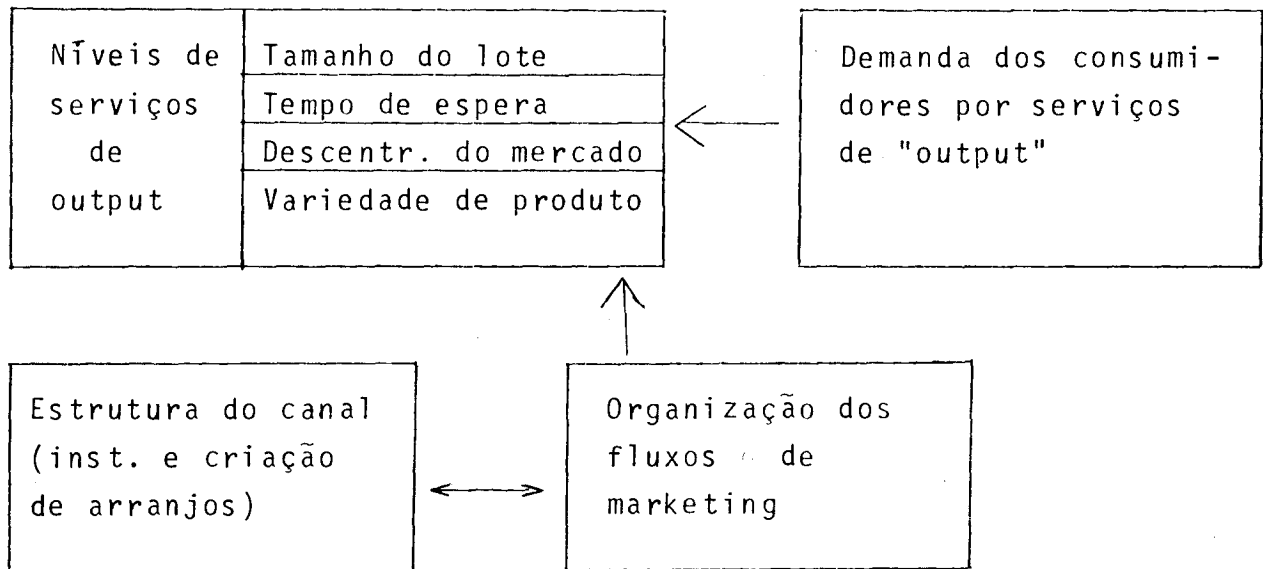 Níveis de
serviços
de
output
Tamanho do lote
Tempo de espera
Descentr. do mercado
Variedade de produto
Demanda dos consumi-
dores por serviços
de "output"
Estrutura do canal
(inst. e criação
de arranjos)
Organização dos
fluxos de
marketing